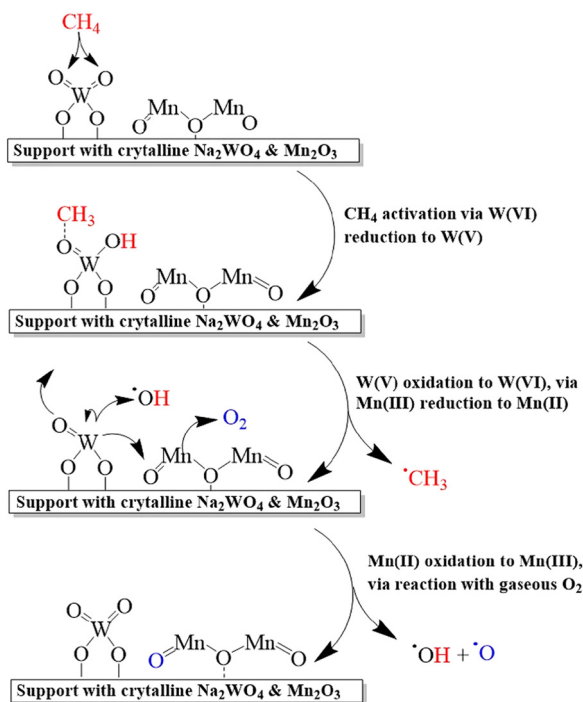 CH₄
O O
W Mn Mn
O O O O O
Support with crytalline Na₂WO₄ & Mn₂O₃
CH₄ activation via W(VI)
reduction to W(V)
CH₃
O OH
W Mn Mn
O O O O O
Support with crytalline Na₂WO₄ & Mn₂O₃
W(V) oxidation to W(VI), via
Mn(III) reduction to Mn(II)
•OH
O O₂
W Mn Mn
O O O O O
•CH₃
Support with crytalline Na₂WO₄ & Mn₂O₃
Mn(II) oxidation to Mn(III),
via reaction with gaseous O₂
O O
W Mn Mn
O O O O O
•OH + •O
Support with crytalline Na₂WO₄ & Mn₂O₃